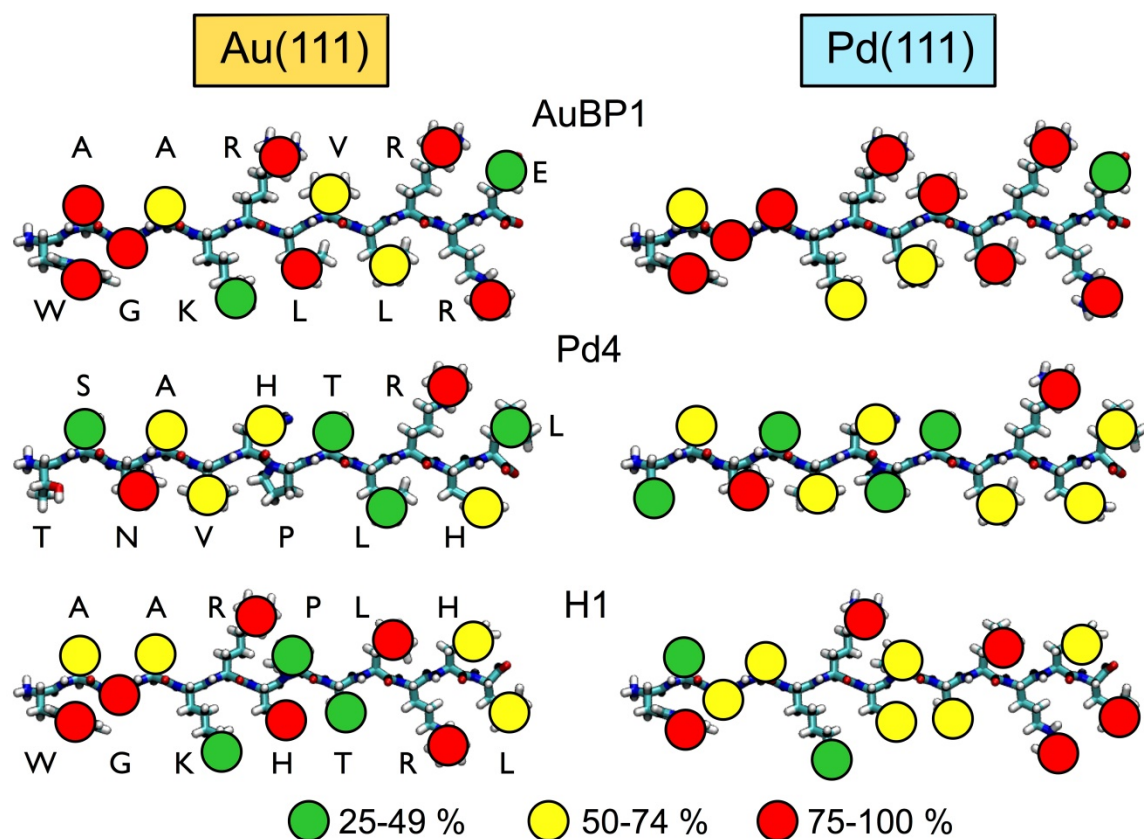 Au(111) Pd(111)
AuBP1
A A R V R
E
W G K L L R
Pd4
S A H T R
L
T N V P L H
H1
A A R P L H
W G K H T R L
25-49 % 50-74 % 75-100 %